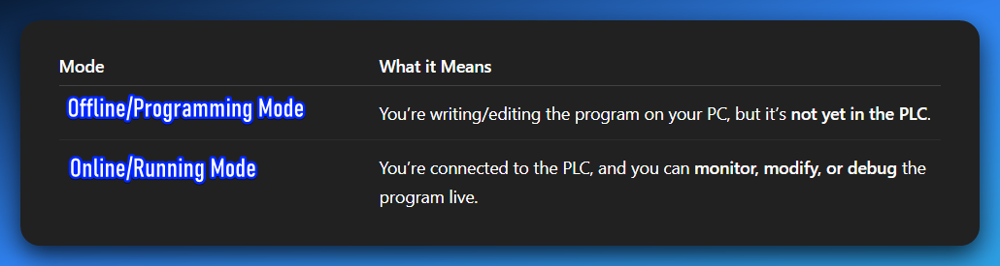 Mode What it Means
Offline/Programming Mode You’re writing/editing the program on your PC, but it’s not yet in the PLC.
Online/Running Mode You’re connected to the PLC, and you can monitor, modify, or debug the
program live.